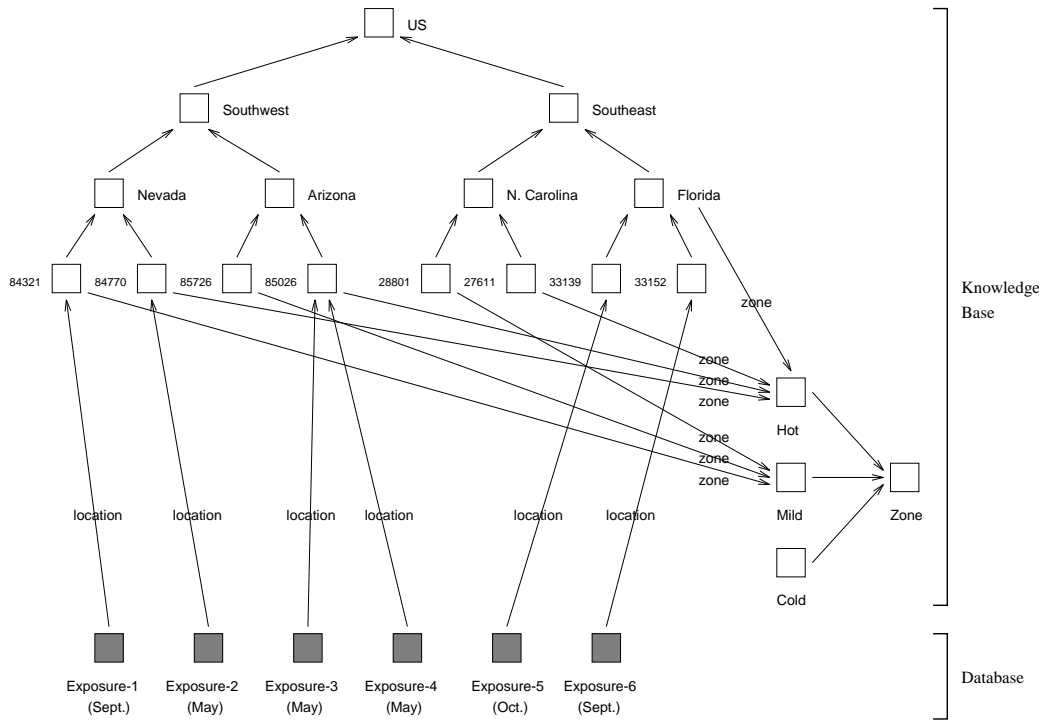 US
Southwest
Southeast
Nevada
Arizona
N. Carolina
Florida
84321
84770
85726
85026
28801
27611
33139
33152
Knowledge
Base
zone
zone
zone
zone
Hot
zone
zone
zone
location
location
location
location
location
location
Mild
Zone
Cold
Exposure-1
(Sept.)
Exposure-2
(May)
Exposure-3
(May)
Exposure-4
(May)
Exposure-5
(Oct.)
Exposure-6
(Sept.)
Database